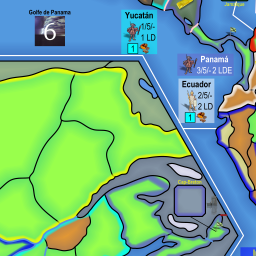 Golfe de Panama
6
Yucatán
1/5/-
1 LD
1
Panamá
3/5/- 2 LDE
Ecuador
2/5/-
2 LD
1